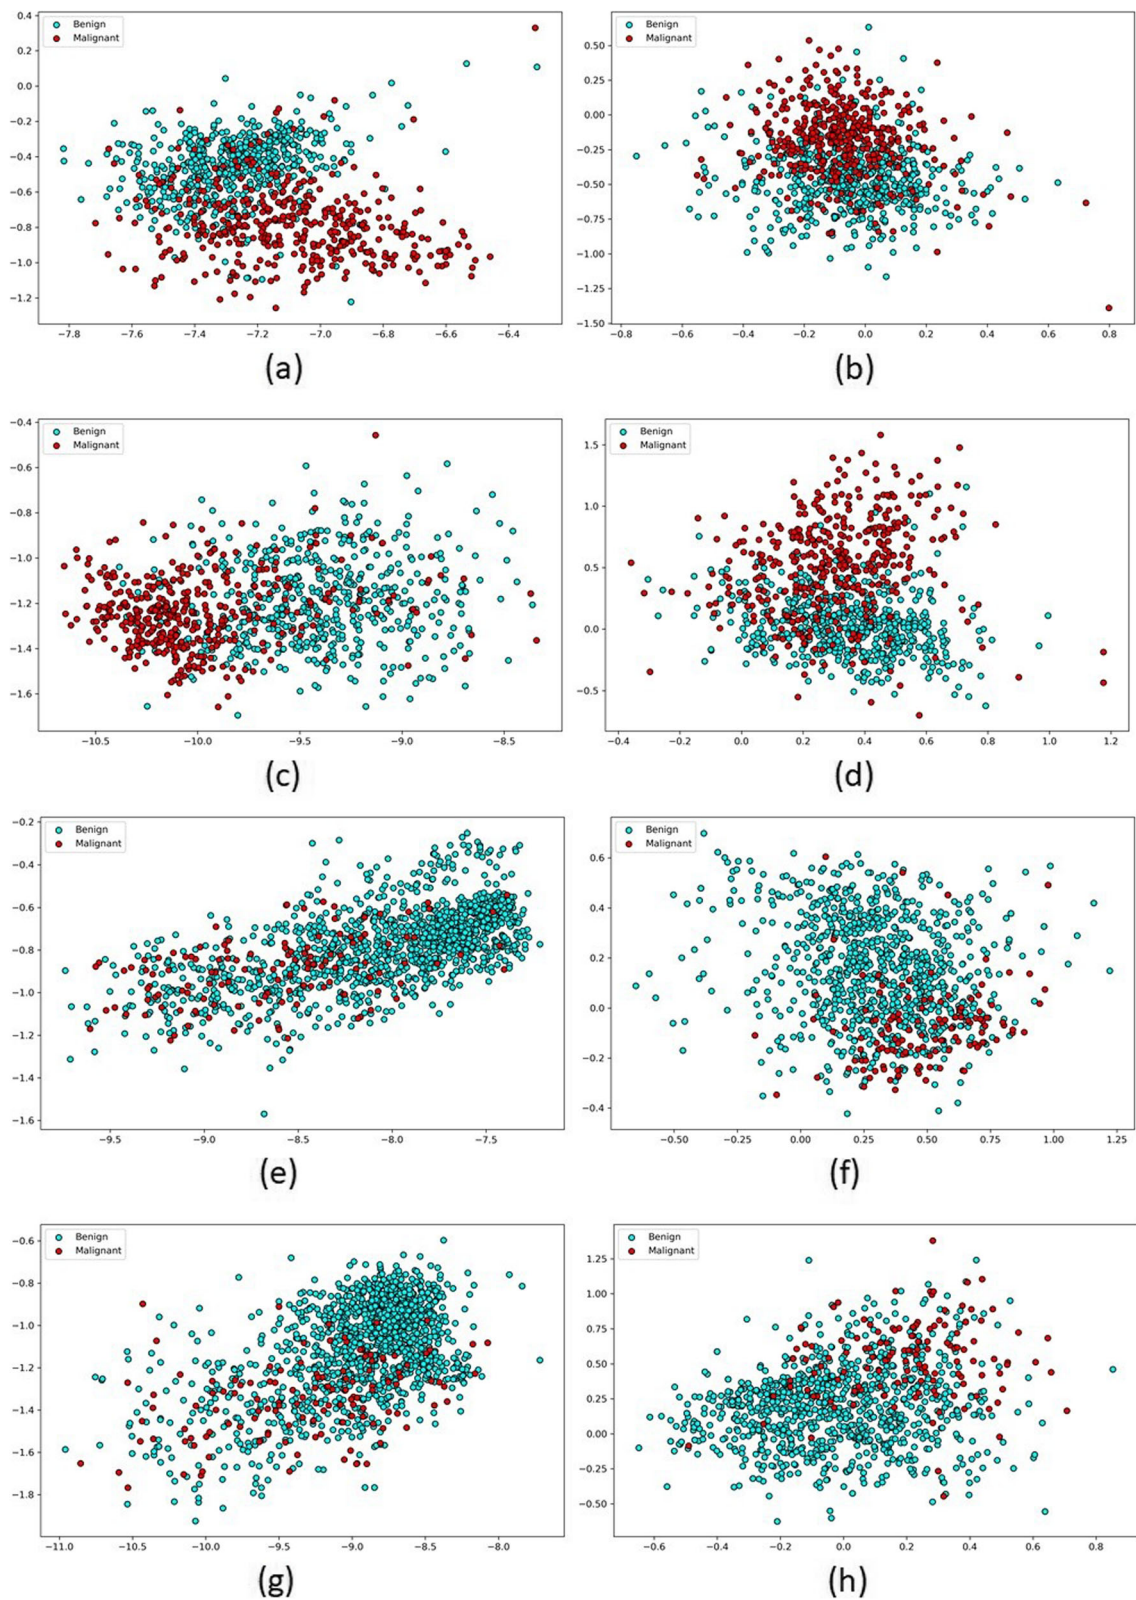 Benign
Malignant
0.4
0.2
0.0
−0.2
−0.4
−0.6
−0.8
−1.0
−1.2
−7.8 −7.6 −7.4 −7.2 −7.0 −6.8 −6.6 −6.4
(a)
Benign
Malignant
0.50
0.25
0.00
−0.25
−0.50
−0.75
−1.00
−1.25
−1.50
−0.8 −0.6 −0.4 −0.2 0.0 0.2 0.4 0.6 0.8
(b)
Benign
Malignant
−0.4
−0.6
−0.8
−1.0
−1.2
−1.4
−1.6
−10.5 −10.0 −9.5 −9.0 −8.5
(c)
Benign
Malignant
1.5
1.0
0.5
0.0
−0.5
−0.4 −0.2 0.0 0.2 0.4 0.6 0.8 1.0 1.2
(d)
Benign
Malignant
−0.2
−0.4
−0.6
−0.8
−1.0
−1.2
−1.4
−1.6
−9.5 −9.0 −8.5 −8.0 −7.5
(e)
Benign
Malignant
0.6
0.4
0.2
0.0
−0.2
−0.4
−0.50 −0.25 0.00 0.25 0.50 0.75 1.00 1.25
(f)
Benign
Malignant
−0.6
−0.8
−1.0
−1.2
−1.4
−1.6
−1.8
−11.0 −10.5 −10.0 −9.5 −9.0 −8.5 −8.0
(g)
Benign
Malignant
1.25
1.00
0.75
0.50
0.25
0.00
−0.25
−0.50
−0.6 −0.4 −0.2 0.0 0.2 0.4 0.6 0.8
(h)